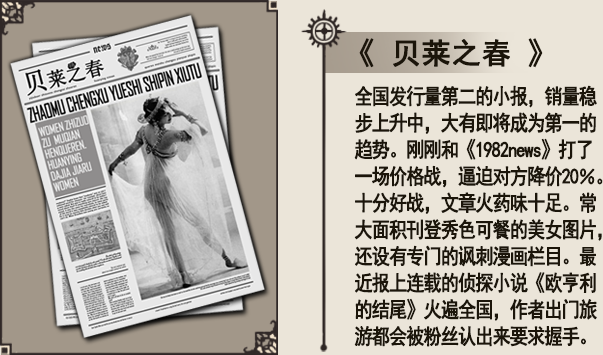 news
贝莱之春
ZHAOMU CHENGXU YUESHI SHIPIN XIUTU
WOMEN ZHIZUO
ZU MUQIAN
HENQUEREN.
HUANYING
DAJIA JIARU
WOMEN
《 贝莱之春 》
全国发行量第二的小报，销量稳
步上升中，大有即将成为第一的
趋势。刚刚和《1982news》打了
一场价格战，逼迫对方降价20%。
十分好战，文章火药味十足。常
大面积刊登秀色可餐的美女图片，
还设有专门的讽刺漫画栏目。最
近报上连载的侦探小说《欧亨利
的结尾》火遍全国，作者出门旅
游都会被粉丝认出来要求握手。